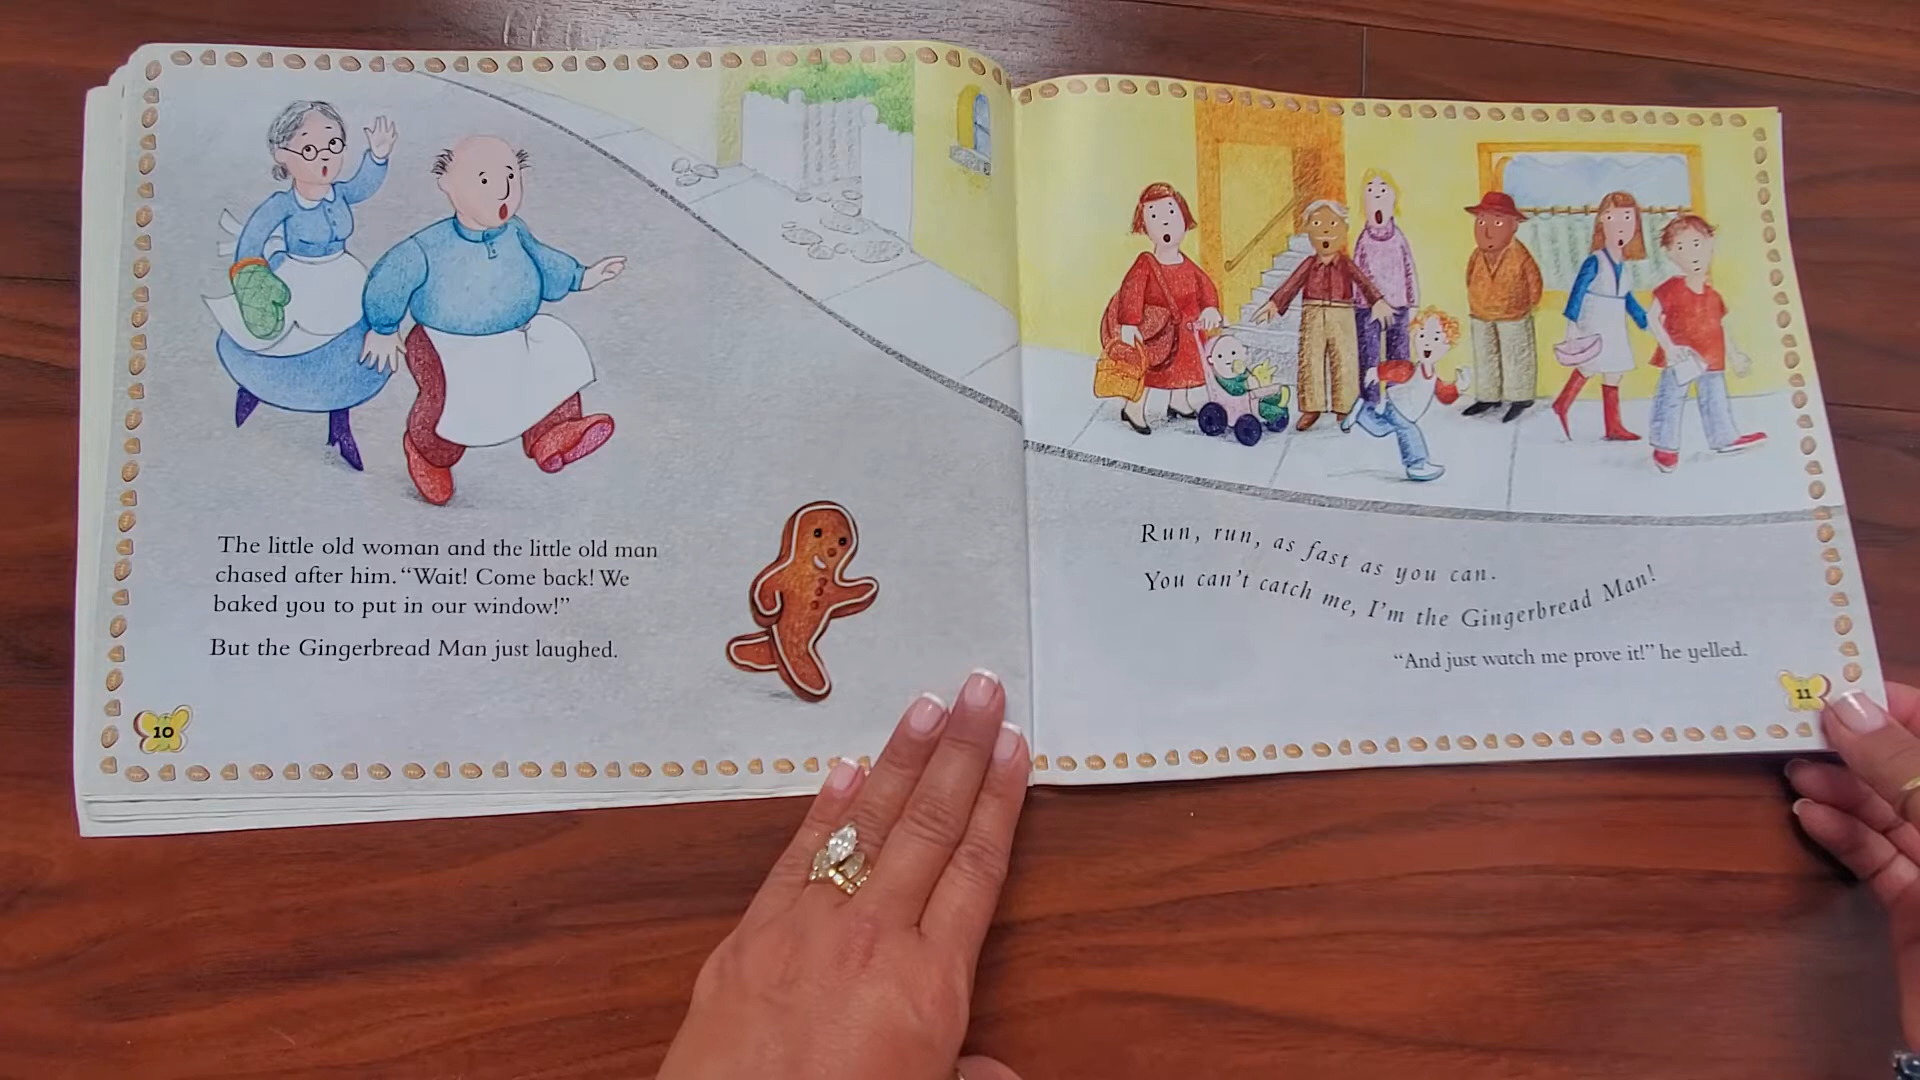 The little old woman and the little old man
chased after him. “Wait! Come back! We
baked you to put in our window!”
But the Gingerbread Man just laughed.
10
Run, run, as fast as you can.
You can't catch me, I'm the Gingerbread Man!
“And just watch me prove it!” he yelled.
11